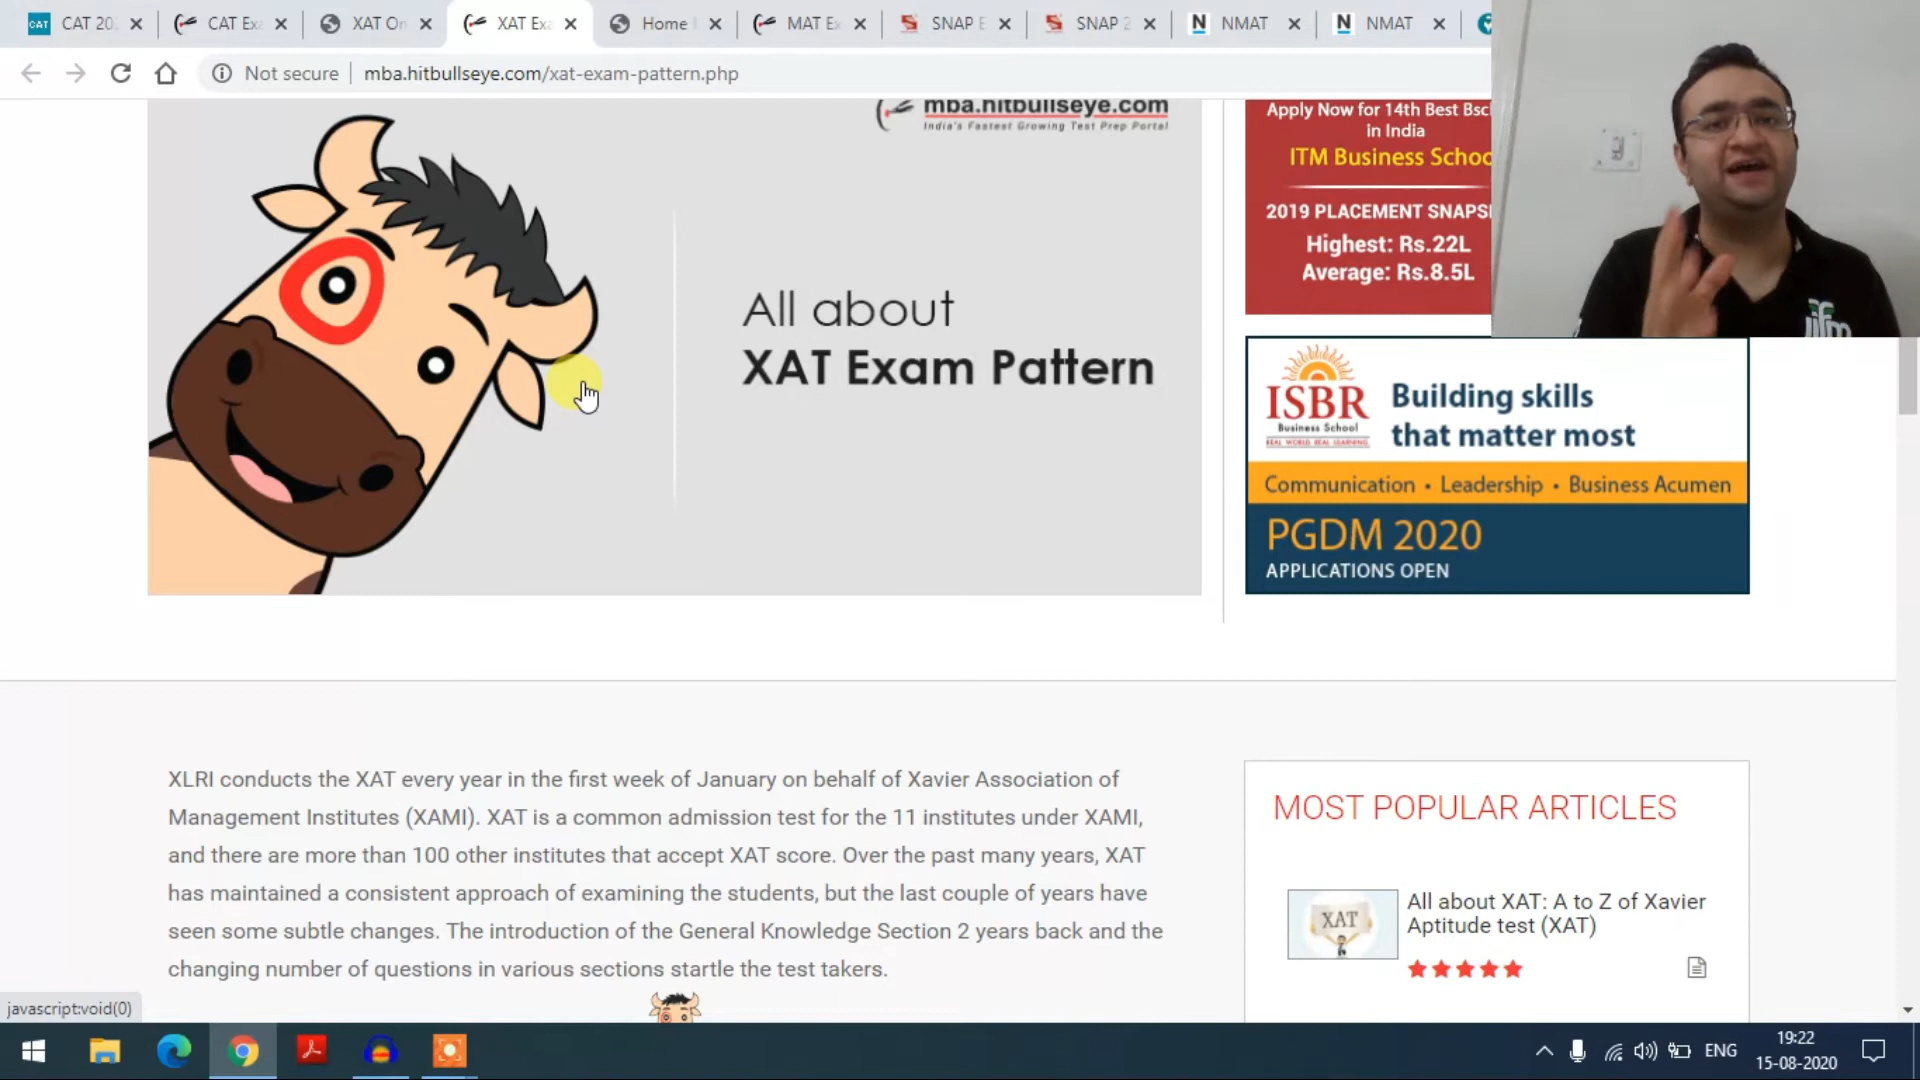 CAT 20
CAT Exa
XAT On
XAT Exa
Home
MAT Ex
SNAP E
SNAP 2
NMAT
NMAT
Not secure
mba.hitbullseye.com/xat-exam-pattern.php
mba.hitbullseye.com
India's Fastest Growing Test Prep Portal
All about
XAT Exam Pattern
Apply Now for 14th Best Bsc
in India
ITM Business Schoo
2019 PLACEMENT SNAPS
Highest: Rs.22L
Average: Rs.8.5L
ISBR
Business School
REAL WORLD REAL LEARNING.
Building skills
that matter most
Communication • Leadership • Business Acumen
PGDM 2020
APPLICATIONS OPEN
XLRI conducts the XAT every year in the first week of January on behalf of Xavier Association of
Management Institutes (XAMI). XAT is a common admission test for the 11 institutes under XAMI,
and there are more than 100 other institutes that accept XAT score. Over the past many years, XAT
has maintained a consistent approach of examining the students, but the last couple of years have
seen some subtle changes. The introduction of the General Knowledge Section 2 years back and the
changing number of questions in various sections startle the test takers.
MOST POPULAR ARTICLES
XAT
All about XAT: A to Z of Xavier
Aptitude test (XAT)
javascript:void(0)
ENG
19:22
15-08-2020